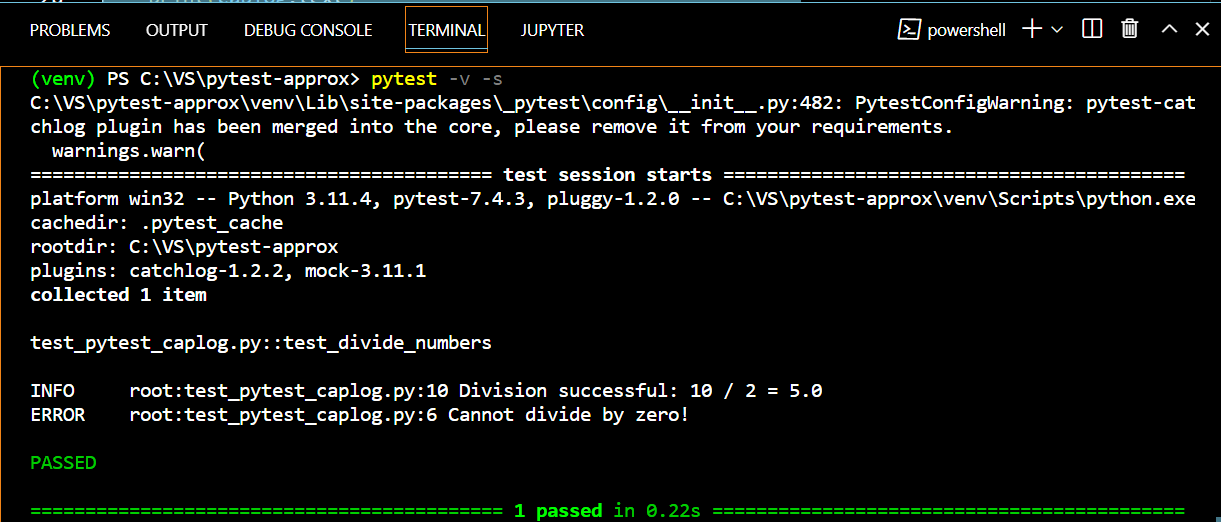 PROBLEMS OUTPUT DEBUG CONSOLE TERMINAL JUPYTER powershell
(venv) PS C:\VS\pytest-approx> pytest -v -s
C:\VS\pytest-approx\venv\Lib\site-packages\_pytest\config\__init__.py:482: PytestConfigWarning: pytest-cat
chlog plugin has been merged into the core, please remove it from your requirements.
  warnings.warn(
========================================== test session starts ==========================================
platform win32 -- Python 3.11.4, pytest-7.4.3, pluggy-1.2.0 -- C:\VS\pytest-approx\venv\Scripts\python.exe
cachedir: .pytest_cache
rootdir: C:\VS\pytest-approx
plugins: catchlog-1.2.2, mock-3.11.1
collected 1 item
test_pytest_caplog.py::test_divide_numbers
INFO     root:test_pytest_caplog.py:10 Division successful: 10 / 2 = 5.0
ERROR    root:test_pytest_caplog.py:6 Cannot divide by zero!
PASSED
=========================================== 1 passed in 0.22s ===========================================